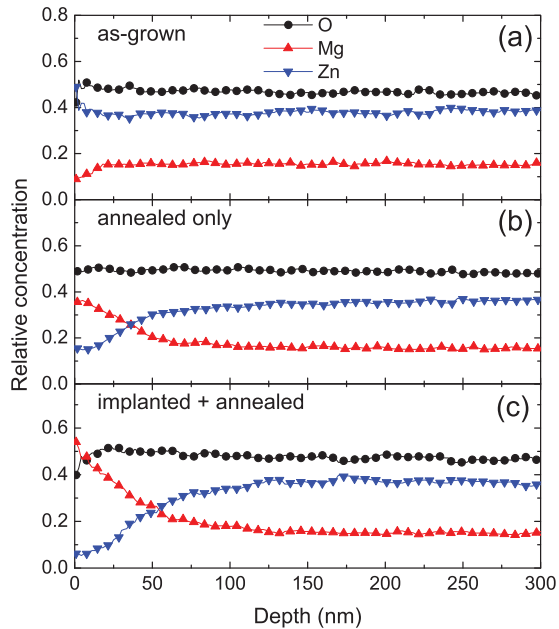 as-grown
O
Mg
Zn
(a)
0.8
0.6
0.4
0.2
0.0
annealed only
(b)
0.6
0.4
0.2
0.0
implanted + annealed
(c)
0.6
0.4
0.2
0.0
0
50
100
150
200
250
300
Relative concentration
Depth (nm)